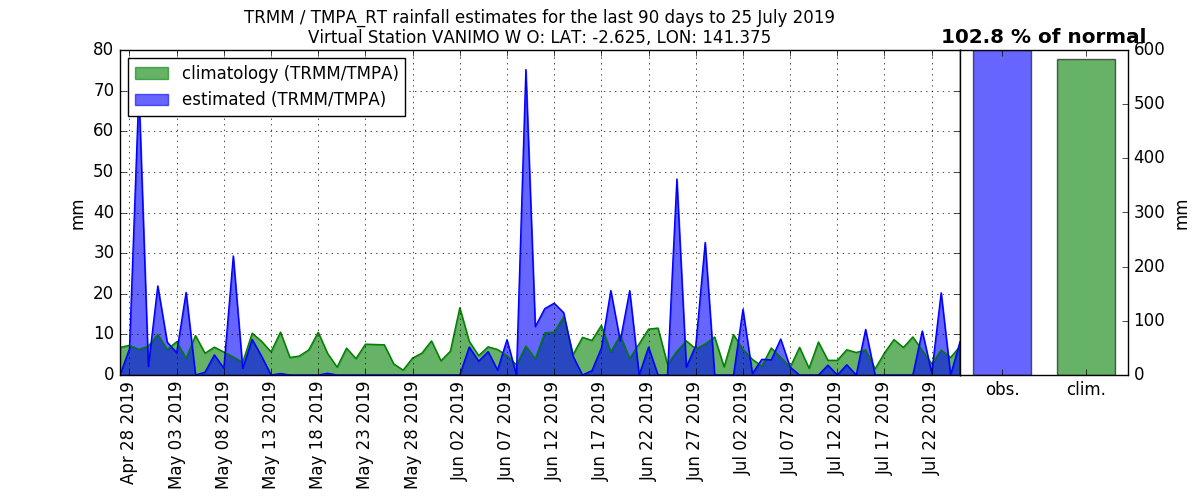 TRMM / TMPA_RT rainfall estimates for the last 90 days to 25 July 2019
Virtual Station VANIMO W O: LAT: -2.625, LON: 141.375
102.8 % of normal
climatology (TRMM/TMPA)
estimated (TRMM/TMPA)
80
70
60
50
40
30
20
10
0
mm
Apr 28 2019
May 03 2019
May 08 2019
May 13 2019
May 18 2019
May 23 2019
May 28 2019
Jun 02 2019
Jun 07 2019
Jun 12 2019
Jun 17 2019
Jun 22 2019
Jun 27 2019
Jul 02 2019
Jul 07 2019
Jul 12 2019
Jul 17 2019
Jul 22 2019
obs.
clim.
600
500
400
300
200
100
0
mm